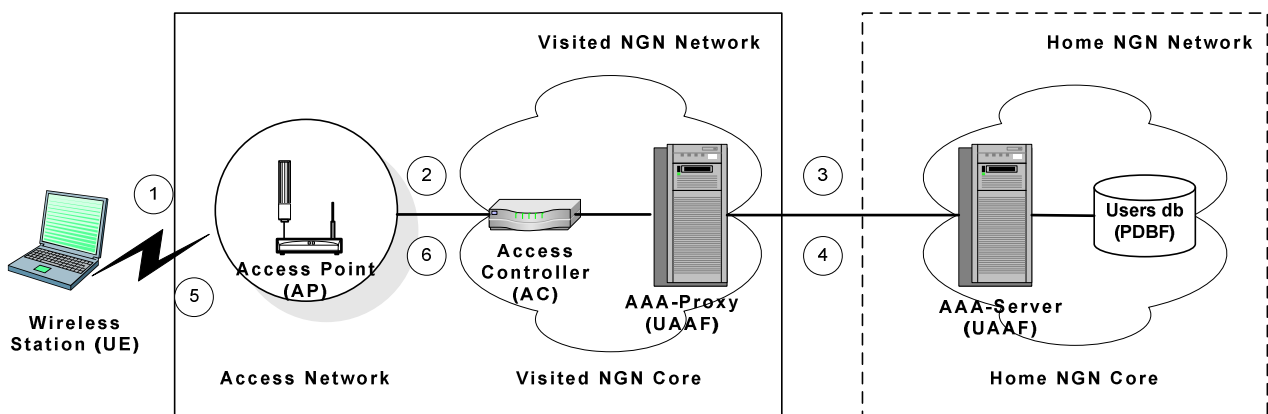 Visited NGN Network
Home NGN Network
1
2
3
Users db
(PDBF)
Access Point
(AP)
6
Access
Controller
(AC)
4
5
AAA-Proxy
(UAAF)
AAA-Server
(UAAF)
Wireless
Station (UE)
Access Network
Visited NGN Core
Home NGN Core